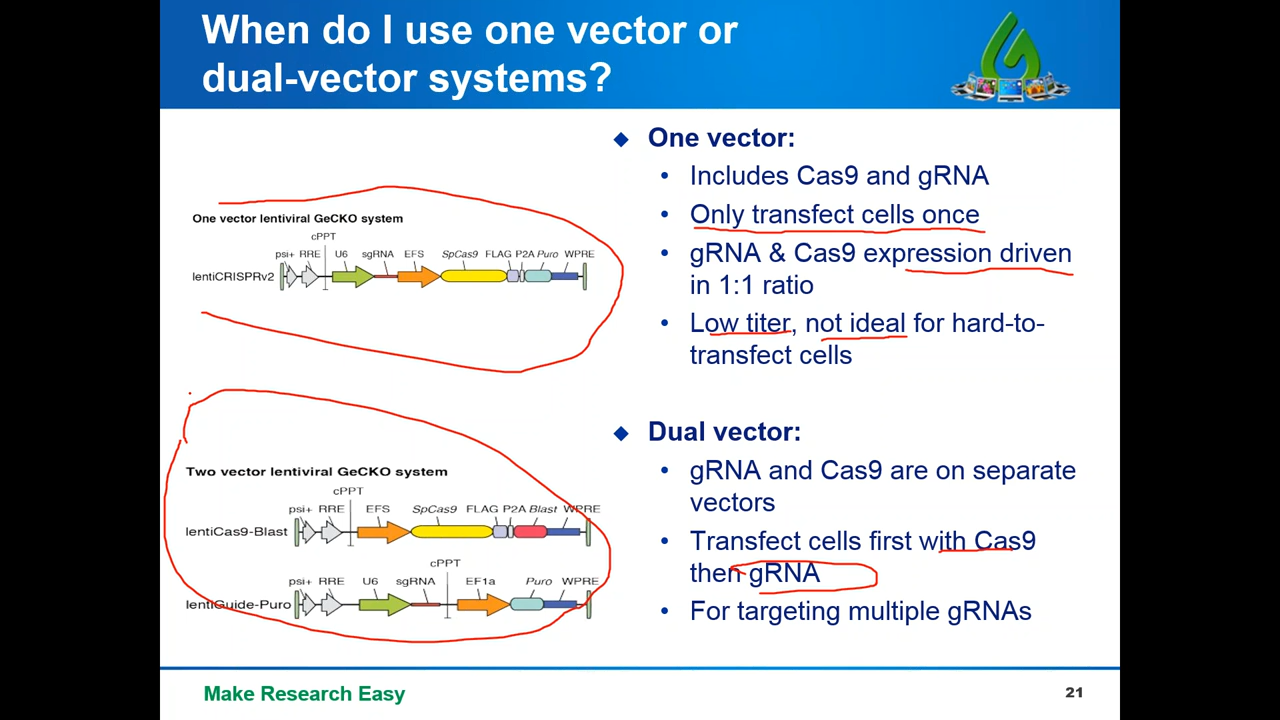 When do I use one vector or
dual-vector systems?
One vector lentiviral GeCKO system
cPPT
psi+ RRE U6 sgRNA EFS SpCas9 FLAG P2A Puro WPRE
lentiCRISPRv2
Two vector lentiviral GeCKO system
cPPT
psi+ RRE EFS SpCas9 FLAG P2A Blast WPRE
lentiCas9-Blast
cPPT
psi+ RRE U6 sgRNA EF1a Puro WPRE
lentiGuide-Puro
◆ One vector:
• Includes Cas9 and gRNA
• Only transfect cells once
• gRNA & Cas9 expression driven
in 1:1 ratio
• Low titer, not ideal for hard-to-
transfect cells
◆ Dual vector:
• gRNA and Cas9 are on separate
vectors
• Transfect cells first with Cas9
then gRNA
• For targeting multiple gRNAs
Make Research Easy
21